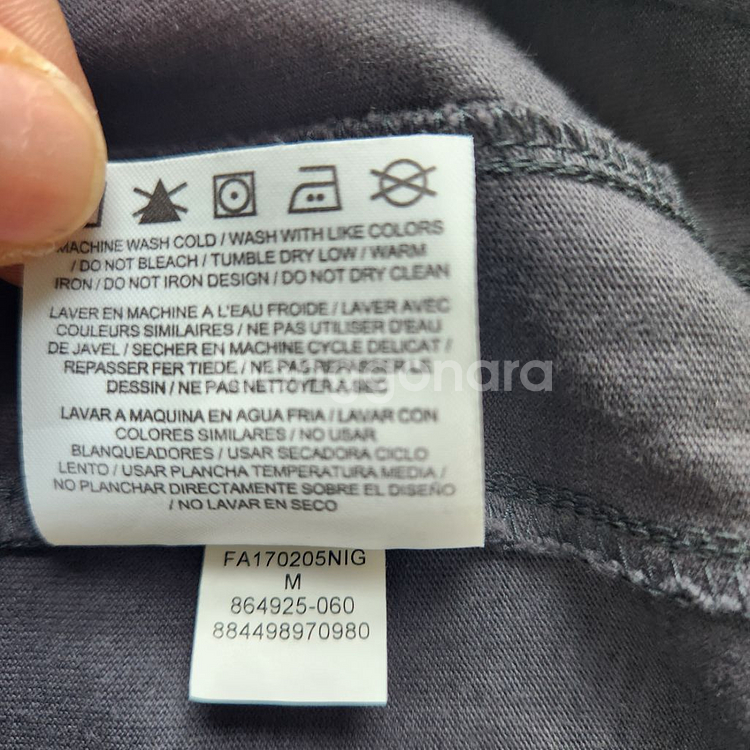 MACHINE WASH COLD / WASH WITH LIKE COLORS
/ DO NOT BLEACH / TUMBLE DRY LOW / WARM
IRON / DO NOT IRON DESIGN / DO NOT DRY CLEAN
LAVER EN MACHINE A L'EAU FROIDE / LAVER AVEC
COULEURS SIMILAIRES / NE PAS UTILISER D'EAU
DE JAVEL / SECHER EN MACHINE CYCLE DELICAT /
REPASSER FER TIEDE / NE PAS REPASSER LE
DESSIN / NE PAS NETTOYER A SEC
LAVAR A MAQUINA EN AGUA FRIA / LAVAR CON
COLORES SIMILARES / NO USAR
BLANQUEADORES / USAR SECADORA CICLO
LENTO / USAR PLANCHA TEMPERATURA MEDIA /
NO PLANCHAR DIRECTAMENTE SOBRE EL DISEÑO
/ NO LAVAR EN SECO
FA170205NIG
M
864925-060
884498970980